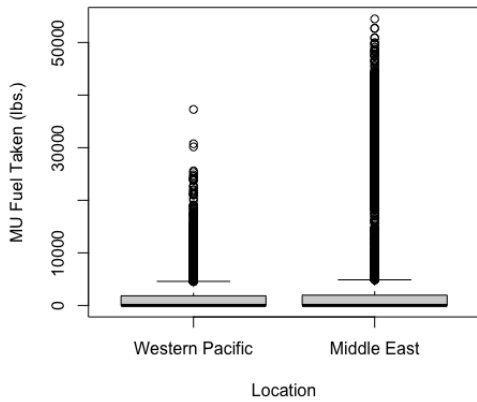 MU Fuel Taken (lbs.)
50000
30000
10000
0
Western Pacific
Middle East
Location